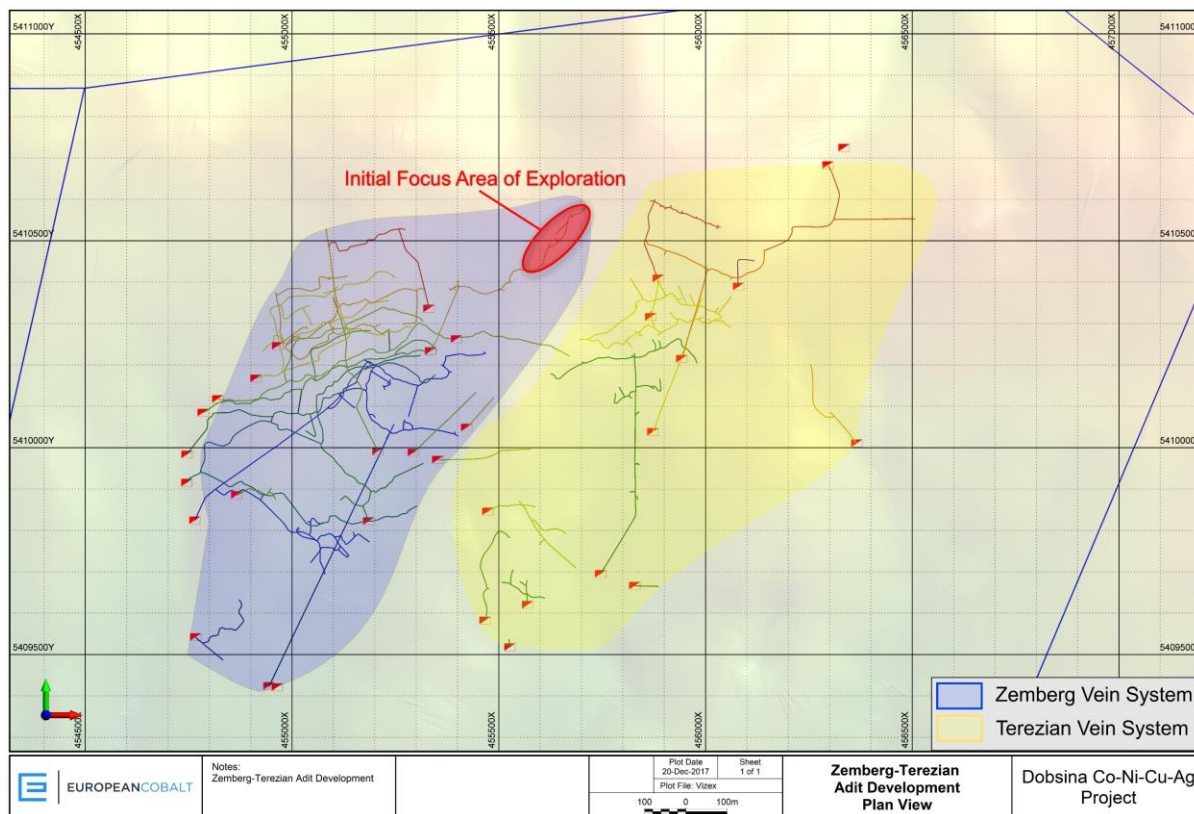 5411000Y
454500X
455000X
455500X
456000X
456500X
457000X
5411000Y
Initial Focus Area of Exploration
5410500Y
5410500Y
5410000Y
5410000Y
5409500Y
5409500Y
Zemberg Vein System
Terezian Vein System
454500X
455000X
455500X
456000X
456500X
EUROPEANCOBALT
Notes:
Zemberg-Terezian Adit Development
Plot Date
20-Dec-2017
Sheet
1 of 1
Plot File: Vizex
100 0 100m
Zemberg-Terezian
Adit Development
Plan View
Dobsina Co-Ni-Cu-Ag
Project